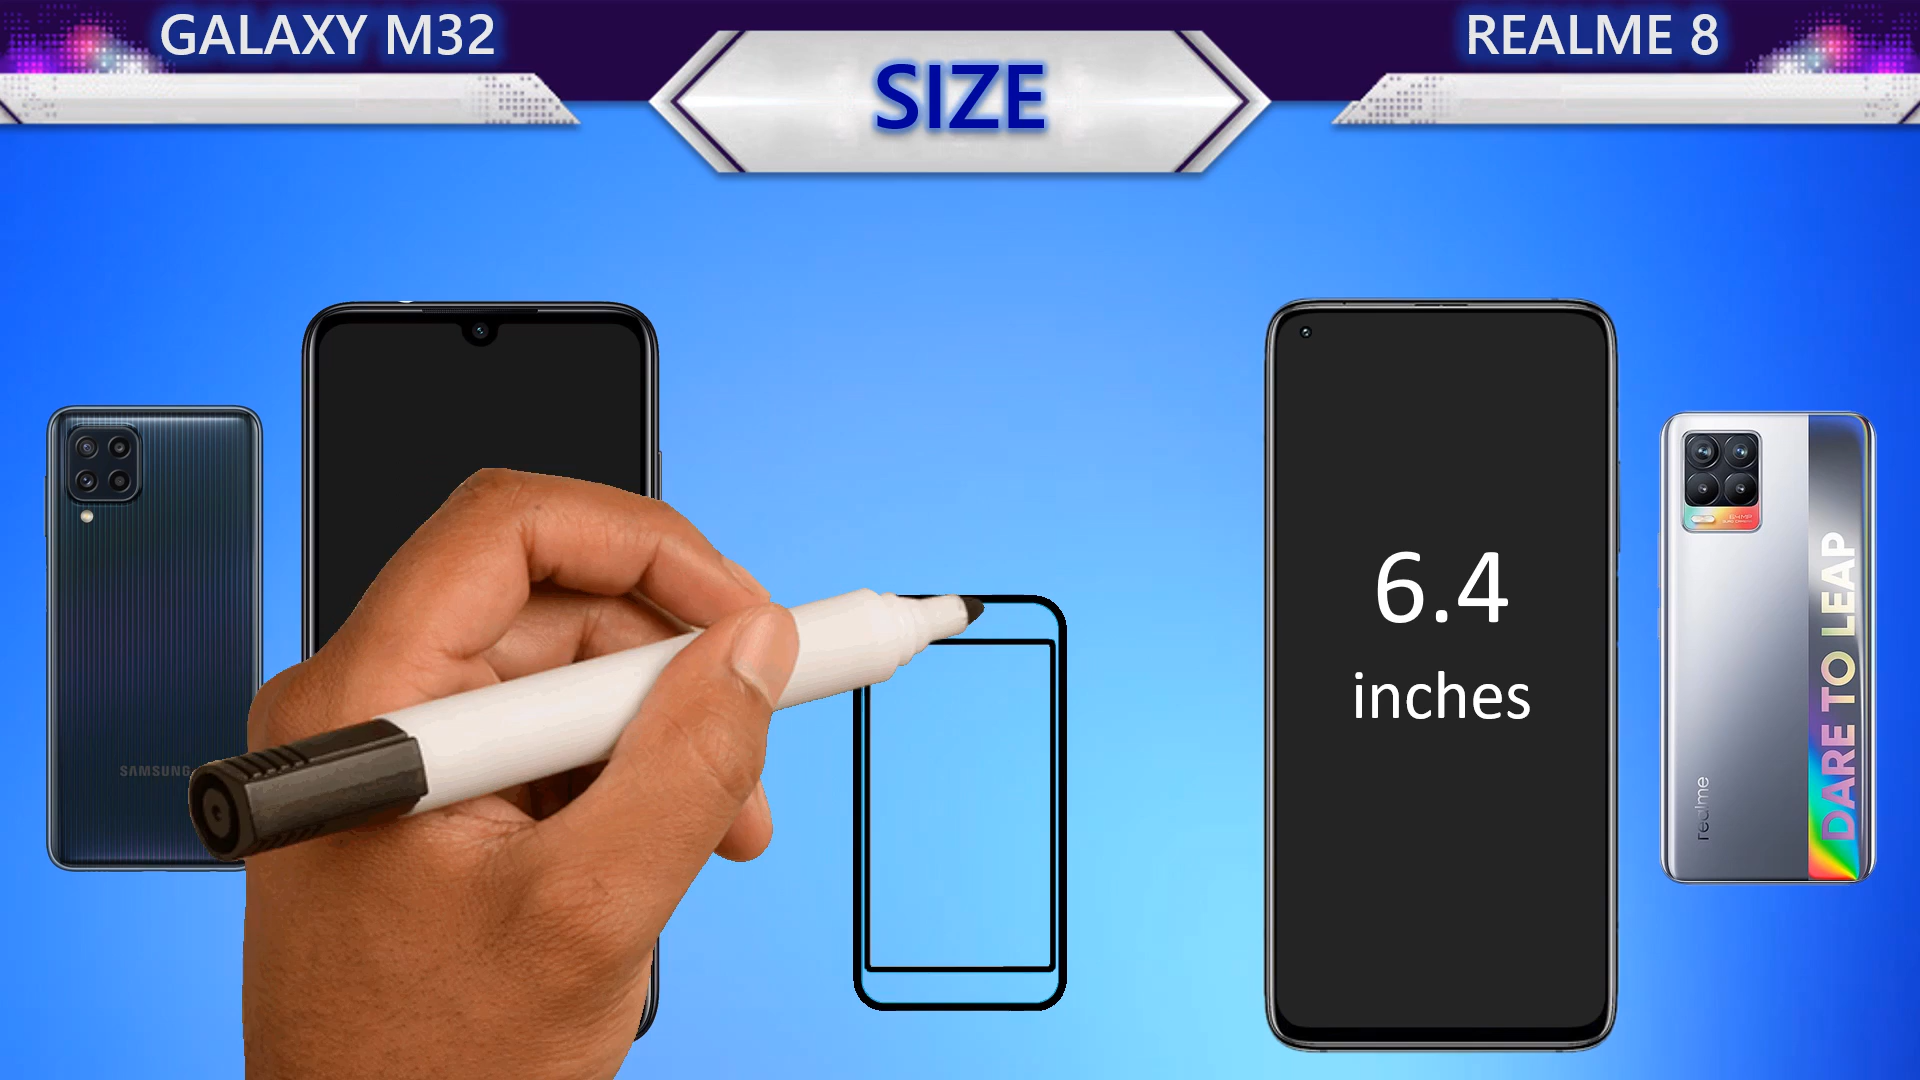 GALAXY M32
SIZE
REALME 8
SAMSUNG
6.4
inches
realme
DARE TO LEAP